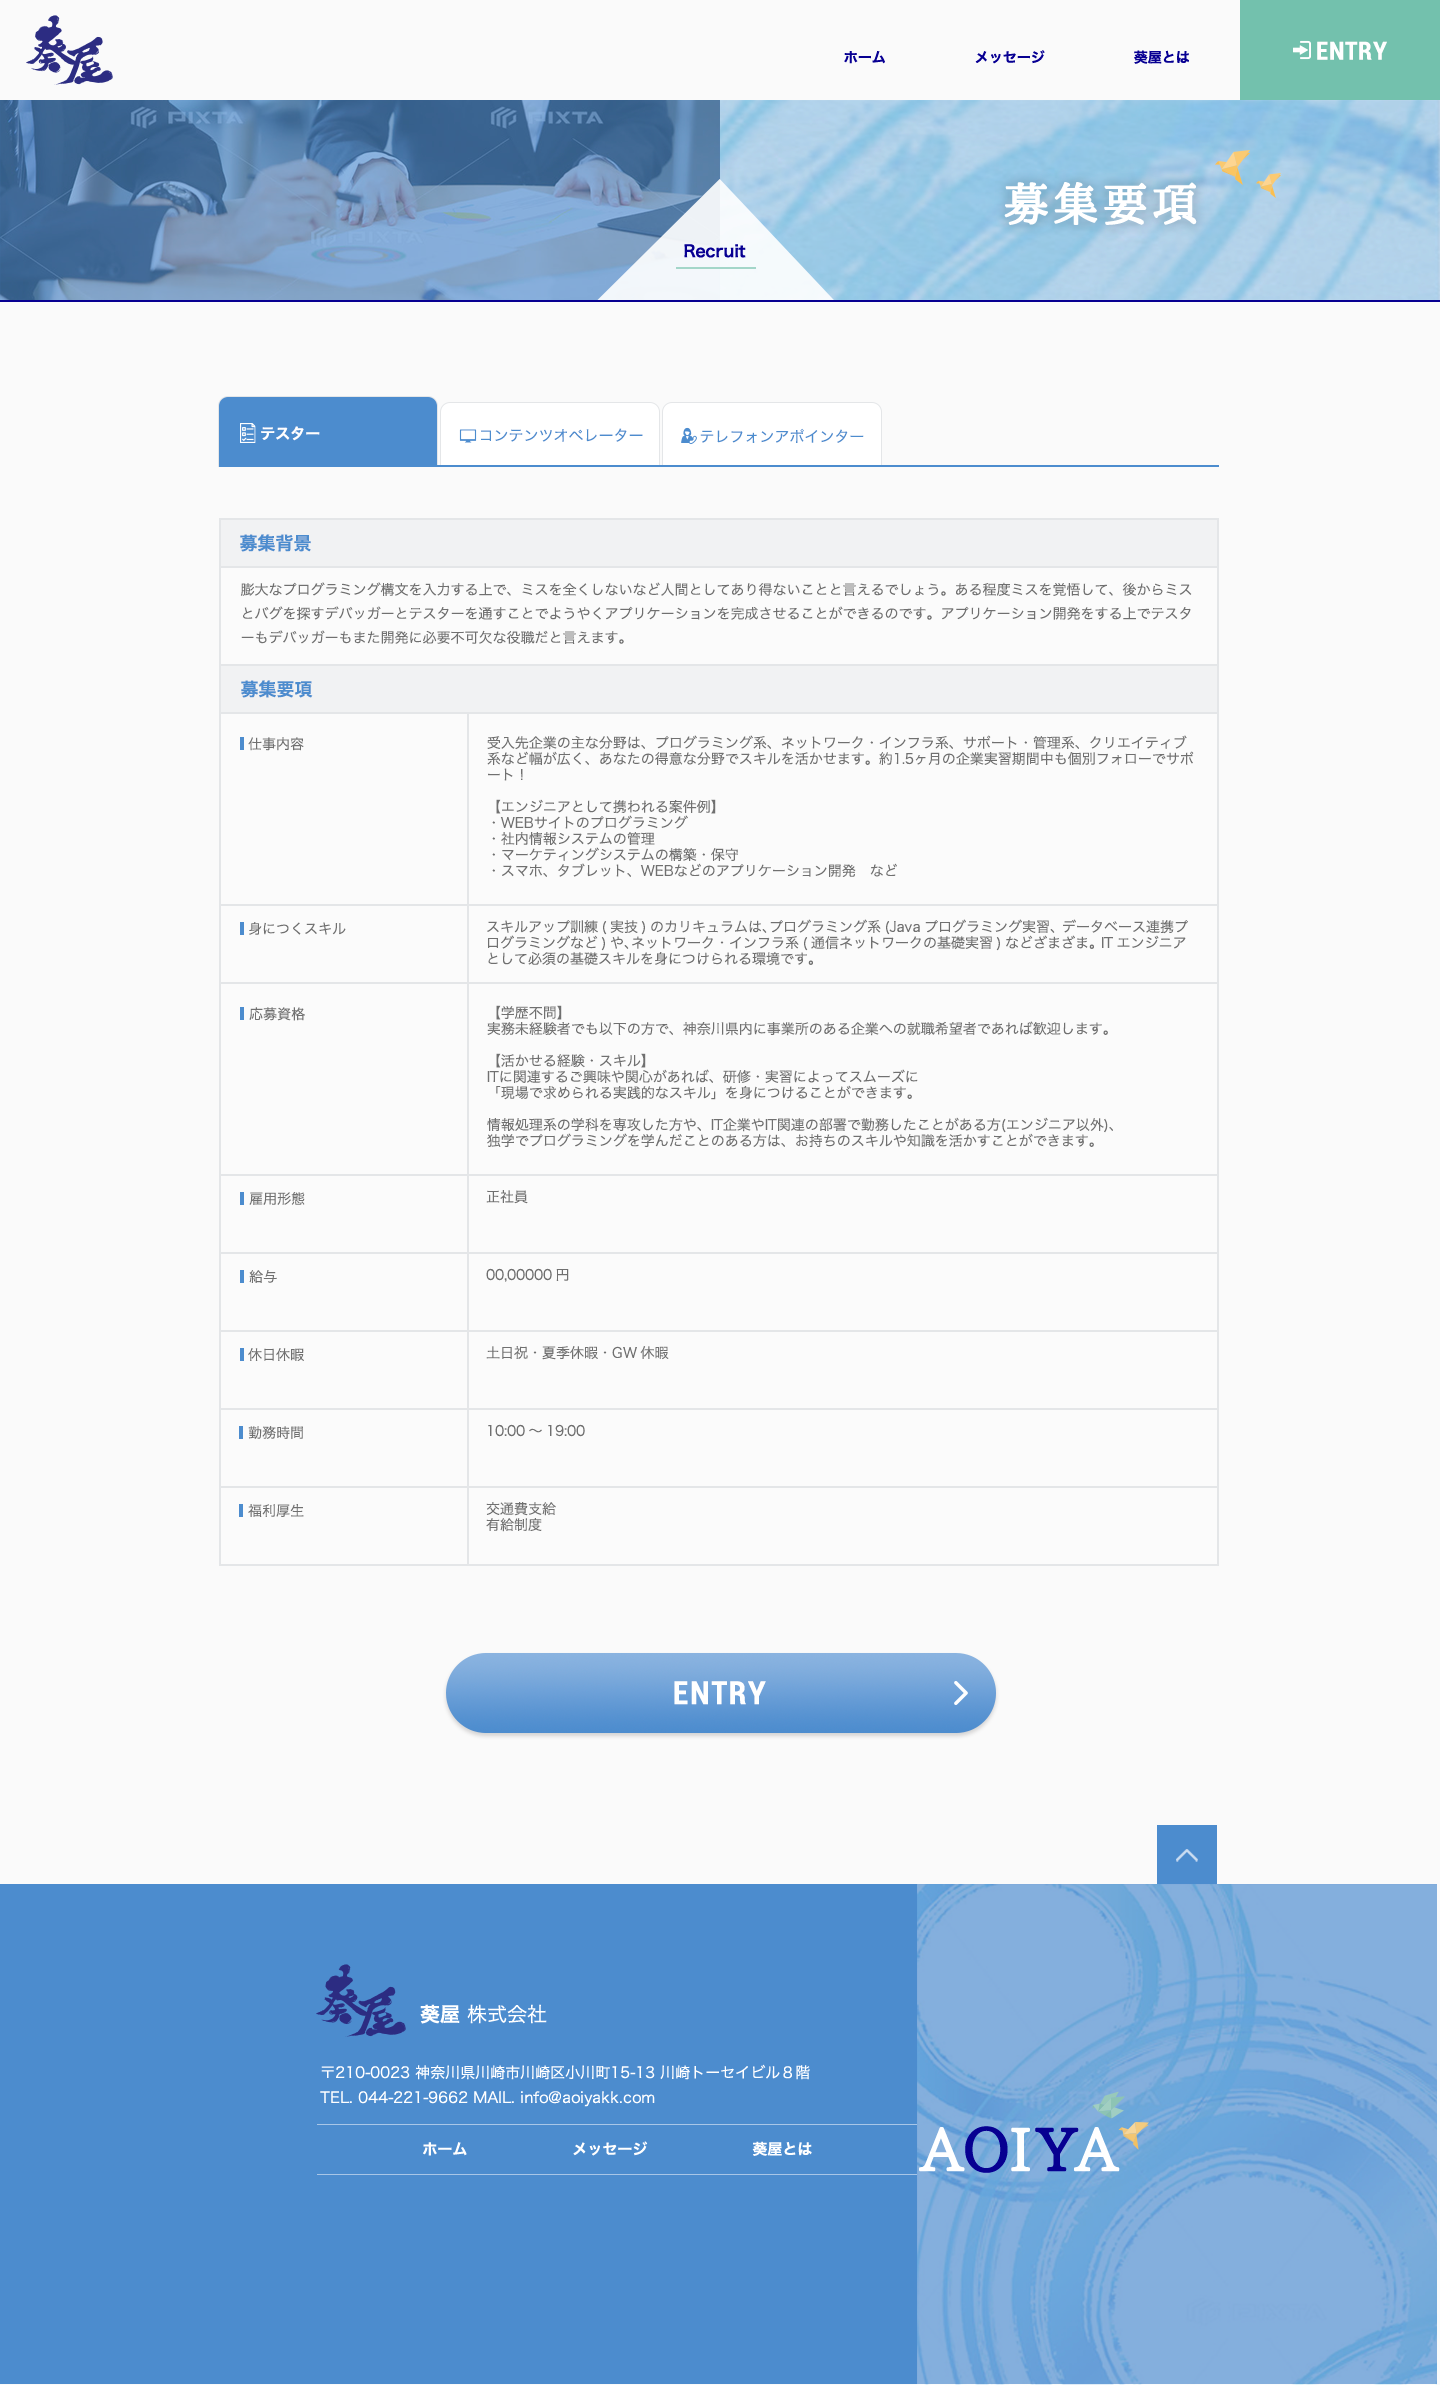 葵屋
ホーム
メッセージ
葵屋とは
ENTRY
PIXTA
PIXTA
PIXTA
募集要項
Recruit
テスター
コンテンツオペレーター
テレフォンアポインター
募集背景
膨大なプログラミング構文を入力する上で、ミスを全くしないなど人間としてあり得ないことと言えるでしょう。ある程度ミスを覚悟して、後からミス
とバグを探すデバッガーとテスターを通すことでようやくアプリケーションを完成させることができるのです。アプリケーション開発をする上でテスタ
ーもデバッガーもまた開発に必要不可欠な役職だと言えます。
募集要項
仕事内容
受入先企業の主な分野は、プログラミング系、ネットワーク・インフラ系、サポート・管理系、クリエイティブ
系など幅が広く、あなたの得意な分野でスキルを活かせます。約1.5ヶ月の企業実習期間中も個別フォローでサポ
ート！
【エンジニアとして携われる案件例】
・WEBサイトのプログラミング
・社内情報システムの管理
・マーケティングシステムの構築・保守
・スマホ、タブレット、WEBなどのアプリケーション開発　など
身につくスキル
スキルアップ訓練 ( 実技 ) のカリキュラムは、プログラミング系 (Java プログラミング実習、データベース連携プ
ログラミングなど ) や、ネットワーク・インフラ系 ( 通信ネットワークの基礎実習 ) などざまざま。IT エンジニア
として必須の基礎スキルを身につけられる環境です。
応募資格
【学歴不問】
実務未経験者でも以下の方で、神奈川県内に事業所のある企業への就職希望者であれば歓迎します。
【活かせる経験・スキル】
ITに関連するご興味や関心があれば、研修・実習によってスムーズに
「現場で求められる実践的なスキル」を身につけることができます。
情報処理系の学科を専攻した方や、IT企業やIT関連の部署で勤務したことがある方(エンジニア以外)、
独学でプログラミングを学んだことのある方は、お持ちのスキルや知識を活かすことができます。
雇用形態
正社員
給与
00,00000 円
休日休暇
土日祝・夏季休暇・GW 休暇
勤務時間
10:00 〜 19:00
福利厚生
交通費支給
有給制度
ENTRY
葵屋
葵屋 株式会社
〒210-0023 神奈川県川崎市川崎区小川町15-13 川崎トーセイビル８階
TEL. 044-221-9662 MAIL. info@aoiyakk.com
ホーム
メッセージ
葵屋とは
AOIYA